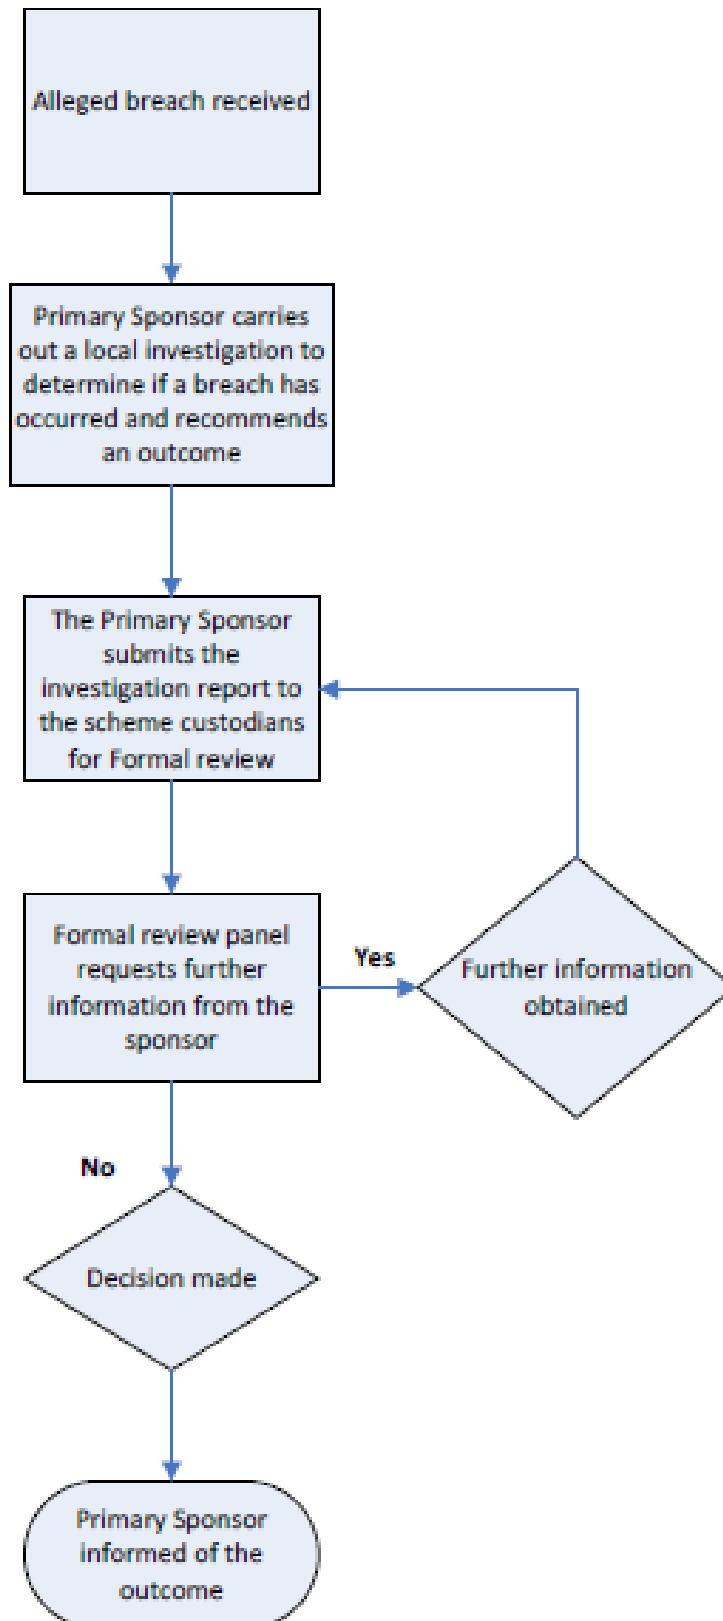 Alleged breach received
Primary Sponsor carries
out a local investigation to
determine if a breach has
occurred and recommends
an outcome
The Primary Sponsor
submits the
investigation report to
the scheme custodians
for Formal review
Formal review panel
requests further
information from the
sponsor
Yes
Further information
obtained
No
Decision made
Primary Sponsor
informed of the
outcome